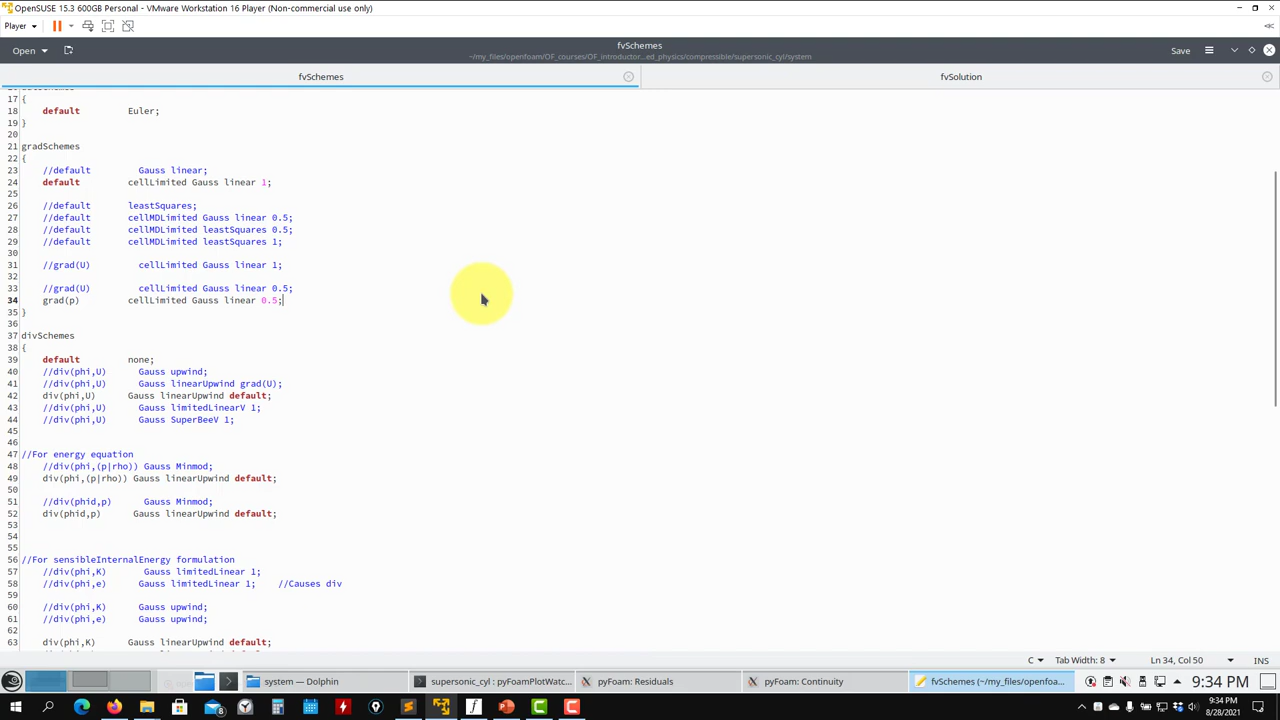 OpenSUSE 15.3 600GB Personal - VMware Workstation 16 Player (Non-commercial use only)
Player
Open
fvSchemes
~/my_files/openfoam/OF_courses/OF_introductor...ed_physics/compressible/supersonic_cyl/system
Save
fvSchemes
fvSolution
17 {
18 default Euler;
19 }
20
21 gradSchemes
22 {
23 //default Gauss linear;
24 default cellLimited Gauss linear 1;
25
26 //default leastSquares;
27 //default cellMDLimited Gauss linear 0.5;
28 //default cellMDLimited leastSquares 0.5;
29 //default cellMDLimited leastSquares 1;
30
31 //grad(U) cellLimited Gauss linear 1;
32
33 //grad(U) cellLimited Gauss linear 0.5;
34 grad(p) cellLimited Gauss linear 0.5;
35 }
36
37 divSchemes
38 {
39 default none;
40 //div(phi,U) Gauss upwind;
41 //div(phi,U) Gauss linearUpwind grad(U);
42 div(phi,U) Gauss linearUpwind default;
43 //div(phi,U) Gauss limitedLinearV 1;
44 //div(phi,U) Gauss SuperBeeV 1;
45
46
47 //For energy equation
48 //div(phi,(p|rho)) Gauss Minmod;
49 div(phi,(p|rho)) Gauss linearUpwind default;
50
51 //div(phid,p) Gauss Minmod;
52 div(phid,p) Gauss linearUpwind default;
53
54
55
56 //For sensibleInternalEnergy formulation
57 //div(phi,K) Gauss limitedLinear 1;
58 //div(phi,e) Gauss limitedLinear 1; //Causes div
59
60 //div(phi,K) Gauss upwind;
61 //div(phi,e) Gauss upwind;
62
63 div(phi,K) Gauss linearUpwind default;
C Tab Width: 8 Ln 34, Col 50 INS
system — Dolphin
supersonic_cyl : pyFoamPlotWatc...
pyFoam: Residuals
pyFoam: Continuity
fvSchemes (~/my_files/openfoa...
9:34 PM
9:34 PM
8/28/2021